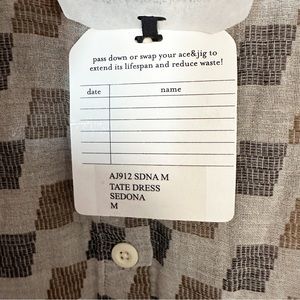 pass down or swap your ace&jig to
extend its lifespan and reduce waste!
date name
AJ912 SDNA M
TATE DRESS
SEDONA
M